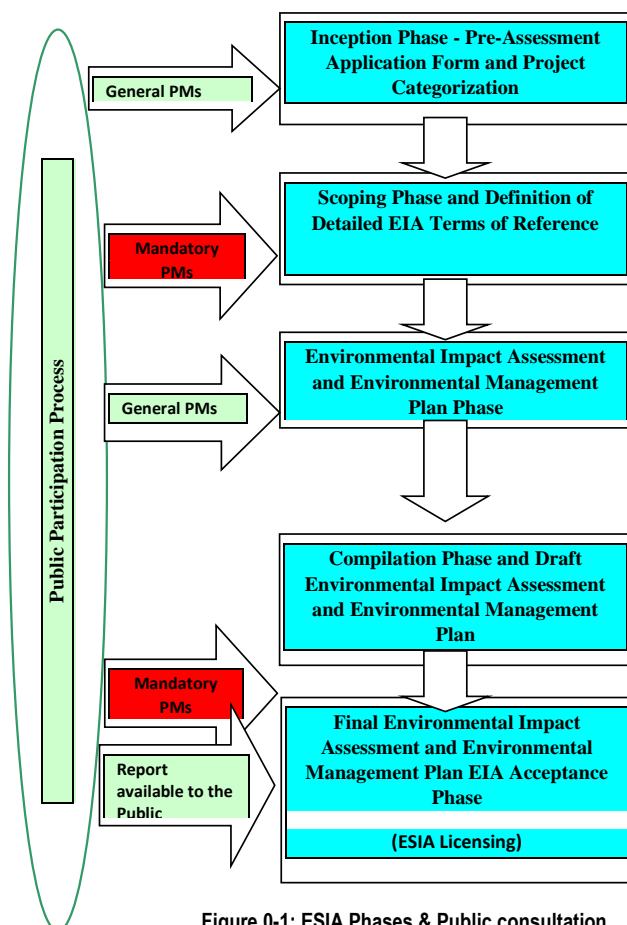 Inception Phase - Pre-Assessment
Application Form and Project
Categorization
General PMs
Scoping Phase and Definition of
Detailed EIA Terms of Reference
Mandatory
PMs
Environmental Impact Assessment
and Environmental Management
Plan Phase
General PMs
Public Participation Process
Compilation Phase and Draft
Environmental Impact Assessment
and Environmental Management
Plan
Mandatory
PMs
Final Environmental Impact
Assessment and Environmental
Management Plan EIA Acceptance
Phase
(ESIA Licensing)
Report
available to the
Public
Figure 0-1: ESIA Phases & Public consultation